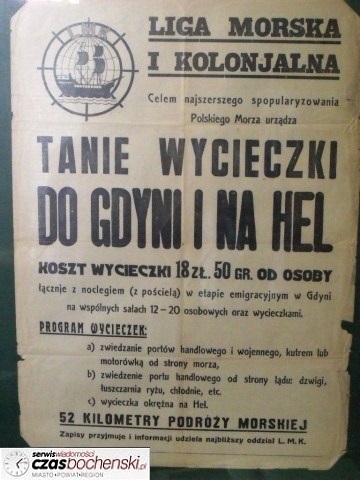 LIGA MORSKA
I KOLONJALNA
Celem najszerszego spopularyzowania
Polskiego Morza urządza
TANIE WYCIECZKI
DO GDYNI I NA HEL
KOSZT WYCIECZKI 18 ZŁ. 50 GR. OD OSOBY
łącznie z noclegiem (z pościelą) w etapie emigracyjnym w Gdyni
na wspólnych salach 12-20 osobowych oraz wycieczkami.
PROGRAM WYCIECZEK:
a) zwiedzanie portów handlowego i wojennego, kutrem lub
motorówką od strony morza,
b) zwiedzenie portu handlowego od strony lądu: dzwigi,
łuszczarnia ryżu, chłodnie, etc.
c) wycieczka okrężna na Hel.
52 KILOMETRY PODRÓŻY MORSKIEJ
Zapisy przyjmuje i informacji udziela najbliższy oddział L. M. K.
serwis wiadomości
czasbocheński.pl
MIASTO•POWIAT•REGION